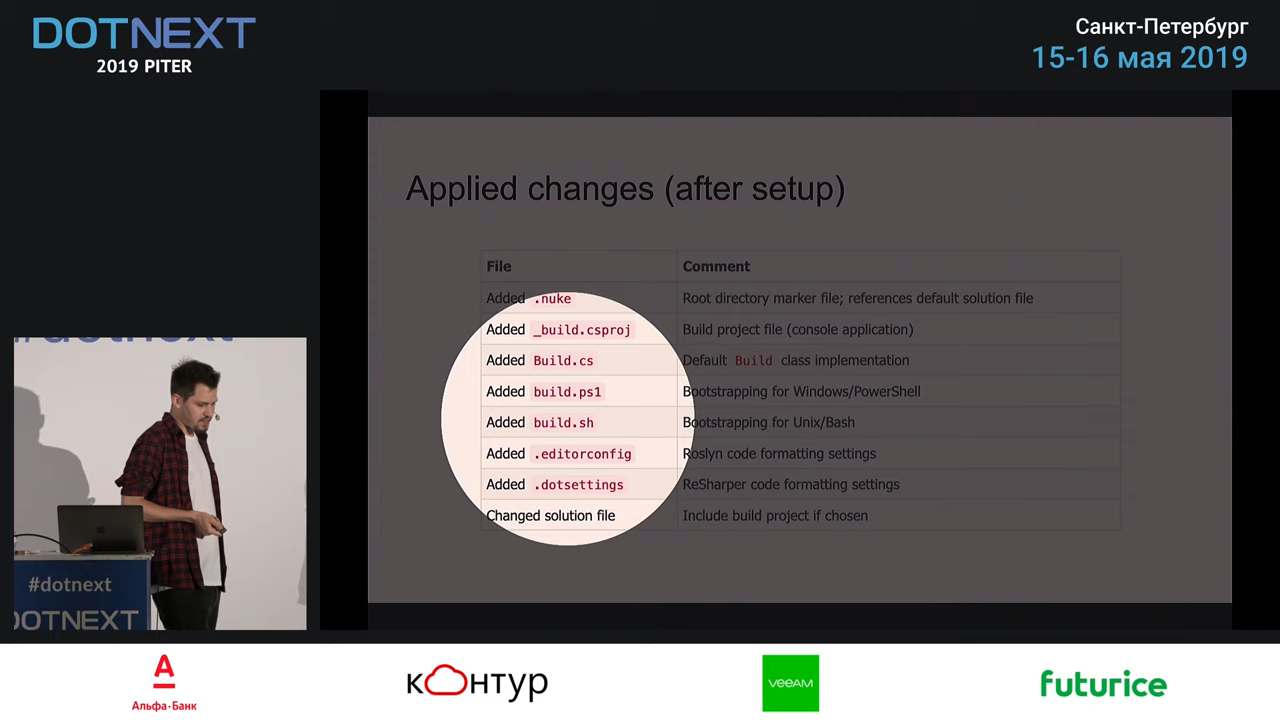 DOTNEXT
2019 PITER
Санкт-Петербург
15-16 мая 2019
Applied changes (after setup)
File Comment
Added .nuke Root directory marker file; references default solution file
Added _build.csproj Build project file (console application)
Added Build.cs Default Build class implementation
Added build.ps1 Bootstrapping for Windows/PowerShell
Added build.sh Bootstrapping for Unix/Bash
Added .editorconfig Roslyn code formatting settings
Added .dotsettings ReSharper code formatting settings
Changed solution file Include build project if chosen
#dotnext
DOTNEXT
А
Альфа·Банк
контур
veeAM
futurice